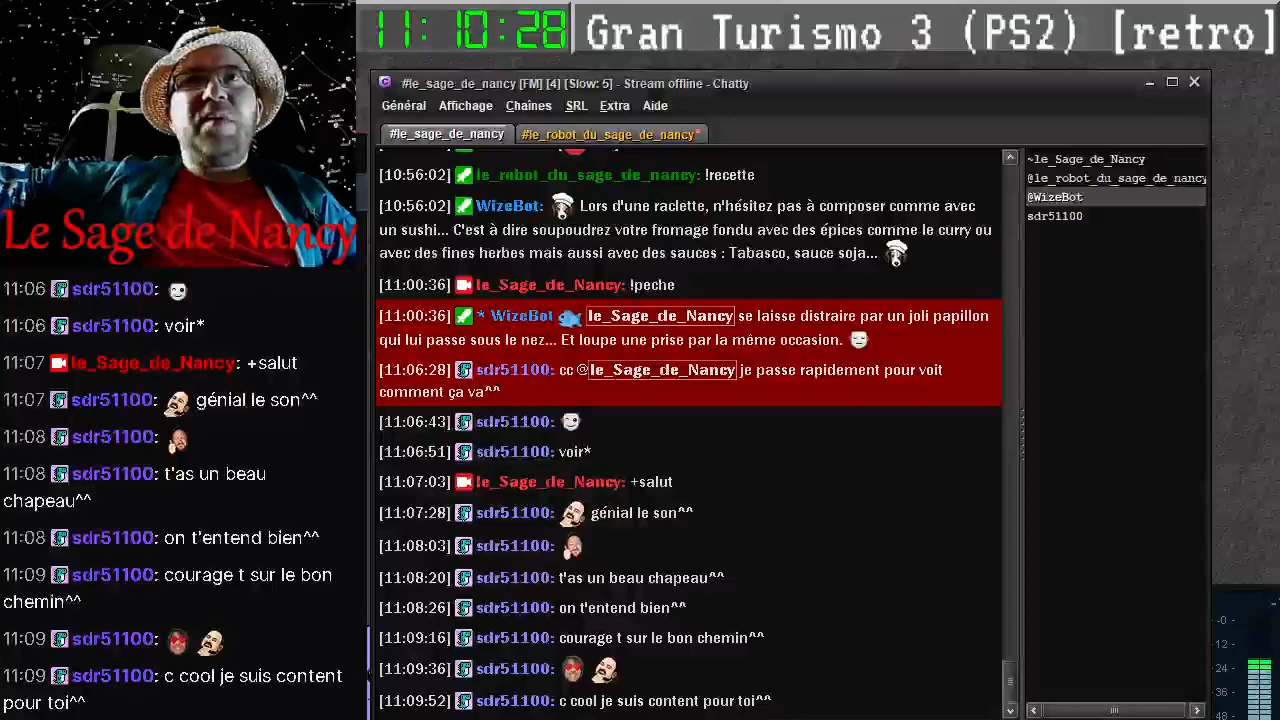 11:10:28 Gran Turismo 3 (PS2) [retro]
Le Sage de Nancy
11:06 sdr51100:
11:06 sdr51100: voir*
11:07 le_Sage_de_Nancy: +salut
11:07 sdr51100: génial le son^^
11:08 sdr51100:
11:08 sdr51100: t'as un beau
chapeau^^
11:08 sdr51100: on t'entend bien^^
11:09 sdr51100: courage t sur le bon
chemin^^
11:09 sdr51100:
11:09 sdr51100: c cool je suis content
pour toi^^
#le_sage_de_nancy [FM] [4] [Slow: 5] - Stream offline - Chatty
Général Affichage Chaînes SRL Extra Aide
#le_sage_de_nancy #le_robot_du_sage_de_nancy*
[10:56:02] le_robot_du_sage_de_nancy: !recette
[10:56:02] WizeBot: Lors d'une raclette, n'hésitez pas à composer comme avec
un sushi... C'est à dire soupoudrez votre fromage fondu avec des épices comme le curry ou
avec des fines herbes mais aussi avec des sauces : Tabasco, sauce soja...
[11:00:36] le_Sage_de_Nancy: !peche
[11:00:36] * WizeBot le_Sage_de_Nancy se laisse distraire par un joli papillon
qui lui passe sous le nez... Et loupe une prise par la même occasion.
[11:06:28] sdr51100: cc @le_Sage_de_Nancy je passe rapidement pour voit
comment ça va^^
[11:06:43] sdr51100:
[11:06:51] sdr51100: voir*
[11:07:03] le_Sage_de_Nancy: +salut
[11:07:28] sdr51100: génial le son^^
[11:08:03] sdr51100:
[11:08:20] sdr51100: t'as un beau chapeau^^
[11:08:26] sdr51100: on t'entend bien^^
[11:09:16] sdr51100: courage t sur le bon chemin^^
[11:09:36] sdr51100:
[11:09:52] sdr51100: c cool je suis content pour toi^^
~le_Sage_de_Nancy
@le_robot_du_sage_de_nancy
@WizeBot
sdr51100
-0 -
12 -
24 -
36 -
48 -